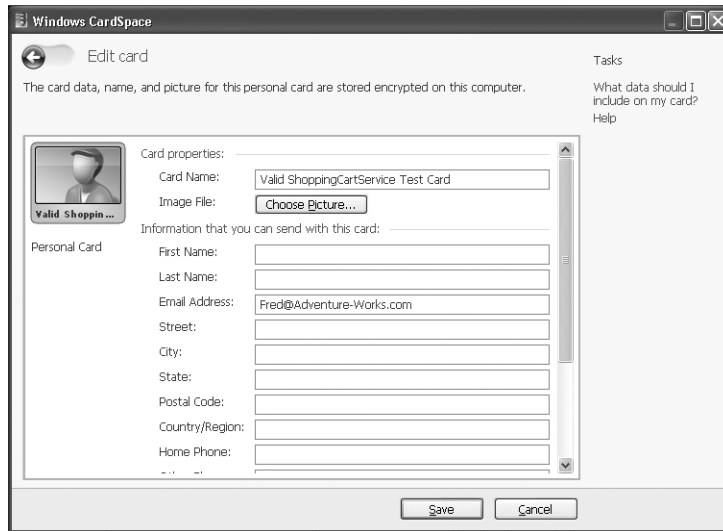 Windows CardSpace
Edit card
The card data, name, and picture for this personal card are stored encrypted on this computer.
Tasks
What data should I
include on my card?
Help
Valid Shoppin...
Personal Card
Card properties:
Card Name: Valid ShoppingCartService Test Card
Image File: Choose Picture...
Information that you can send with this card:
First Name:
Last Name:
Email Address: Fred@Adventure-Works.com
Street:
City:
State:
Postal Code:
Country/Region:
Home Phone:
Save Cancel